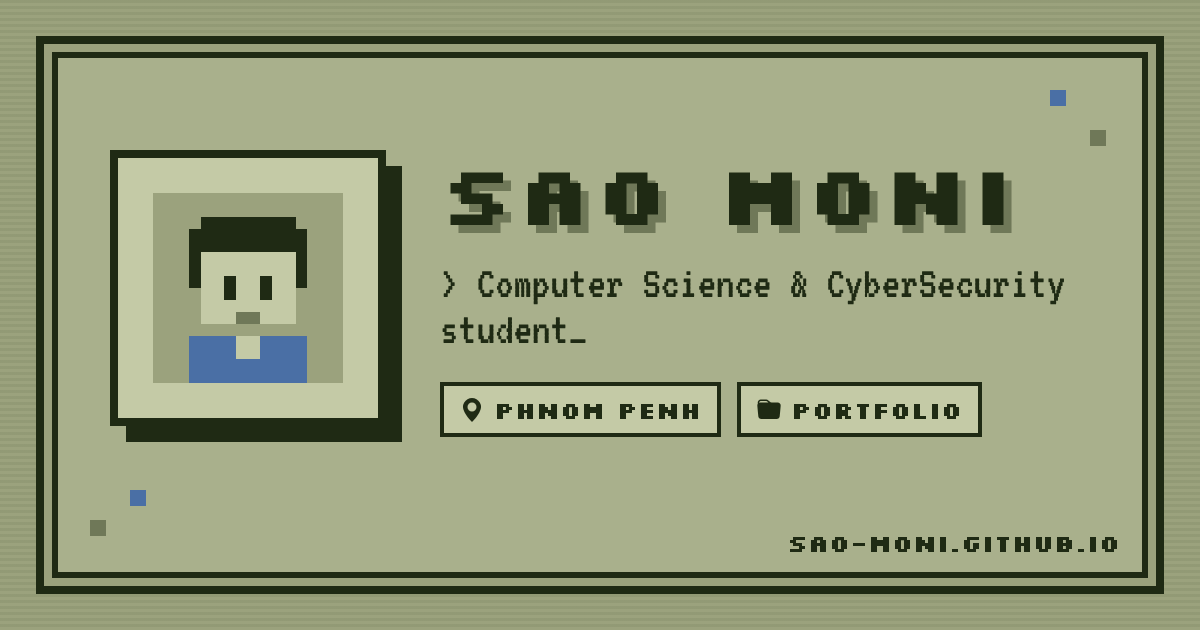 SAO MONI
> Computer Science & CyberSecurity
student_
PHNOM PENH
PORTFOLIO
SAO-MONI.GITHUB.IO